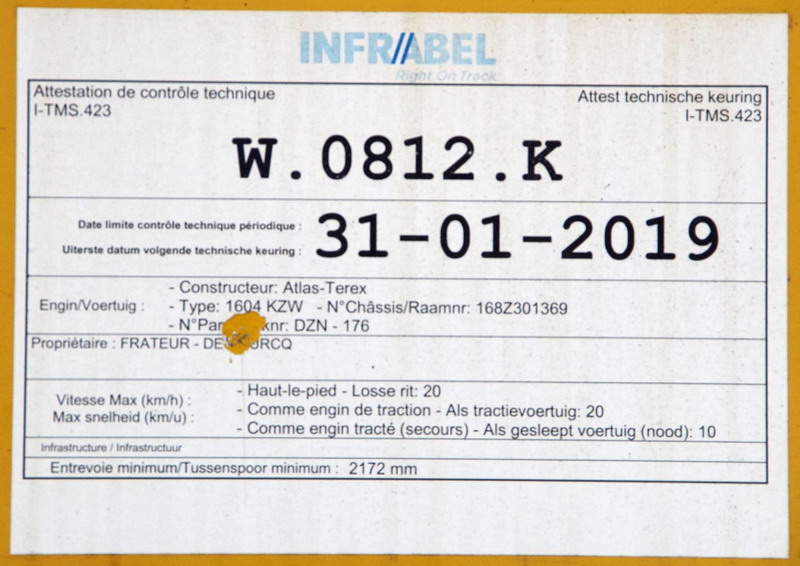 INFRABEL
Right On Track
Attestation de contrôle technique
I-TMS.423
Attest technische keuring
I-TMS.423
W.0812.K
Date limite contrôle technique périodique :
Uiterste datum volgende technische keuring :
31-01-2019
Engin/Voertuig :
- Constructeur: Atlas-Terex
- Type: 1604 KZW - N°Châssis/Raamnr: 168Z301369
- DZN - 176
Propriétaire : FRATEUR -
Vitesse Max (km/h) :
Max snelheid (km/u) :
- Haut-le-pied - Losse rit: 20
- Comme engin de traction - Als tractievoertuig: 20
- Comme engin tracté (secours) - Als gesleept voertuig (nood): 10
Infrastructure / Infrastructuur
Entrevoie minimum/Tussenspoor minimum : 2172 mm